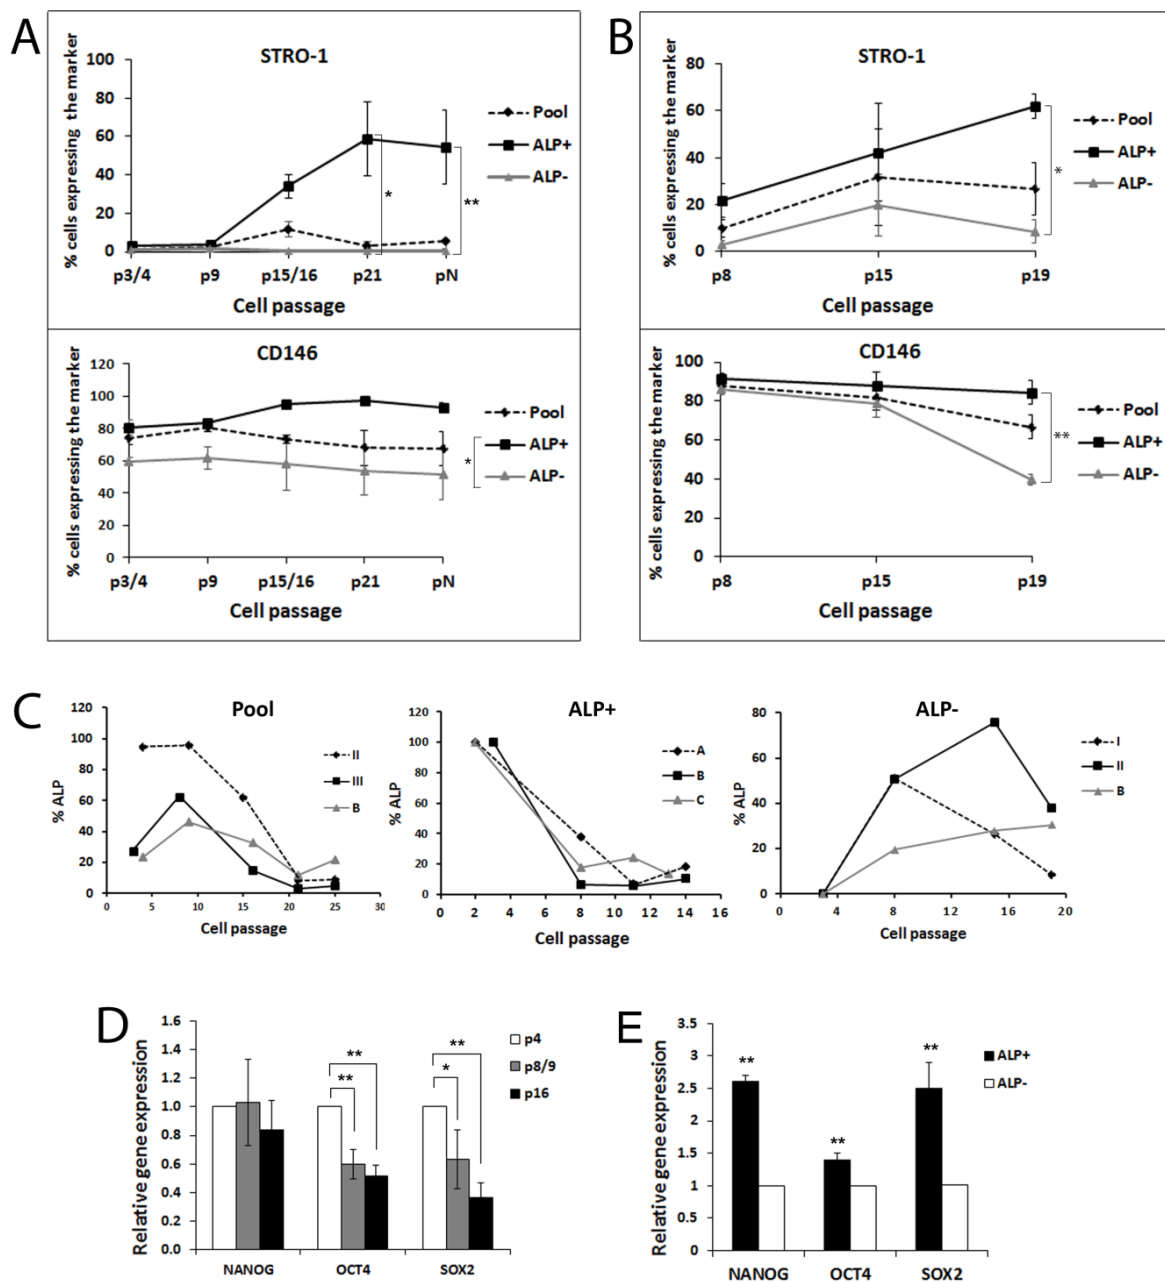 A
STRO-1
% cells expressing the marker
100
80
60
40
20
0
p3/4 p9 p15/16 p21 pN
Cell passage
Pool
ALP+
ALP-
*
**
CD146
% cells expressing the marker
120
100
80
60
40
20
0
p3/4 p9 p15/16 p21 pN
Cell passage
Pool
ALP+
ALP-
*
B
STRO-1
% cells expressing the marker
80
60
40
20
0
p8 p15 p19
Cell passage
Pool
ALP+
ALP-
*
CD146
% cells expressing the marker
100
80
60
40
20
0
p8 p15 p19
Cell passage
Pool
ALP+
ALP-
**
C
Pool
% ALP
120
100
80
60
40
20
0
0 5 10 15 20 25 30
Cell passage
II
III
B
ALP+
% ALP
120
100
80
60
40
20
0
0 2 4 6 8 10 12 14 16
Cell passage
A
B
C
ALP-
% ALP
80
60
40
20
0
0 4 8 12 16 20
Cell passage
I
II
B
D
Relative gene expression
1.6
1.4
1.2
1.0
0.8
0.6
0.4
0.2
0.0
NANOG OCT4 SOX2
p4
p8/9
p16
**
**
**
*
E
Relative gene expression
3.5
3
2.5
2
1.5
1
0.5
0
NANOG OCT4 SOX2
ALP+
ALP-
**
**
**